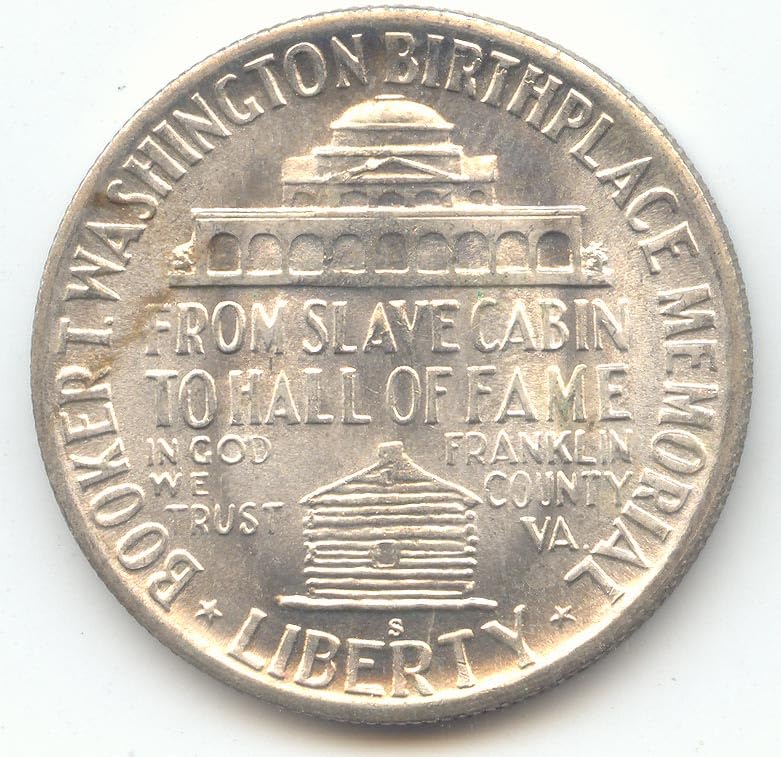 BOOKER T. WASHINGTON BIRTHPLACE MEMORIAL
FROM SLAVE CABIN
TO HALL OF FAME
IN GOD
WE
TRUST
FRANKLIN
COUNTY
VA.
S
LIBERTY